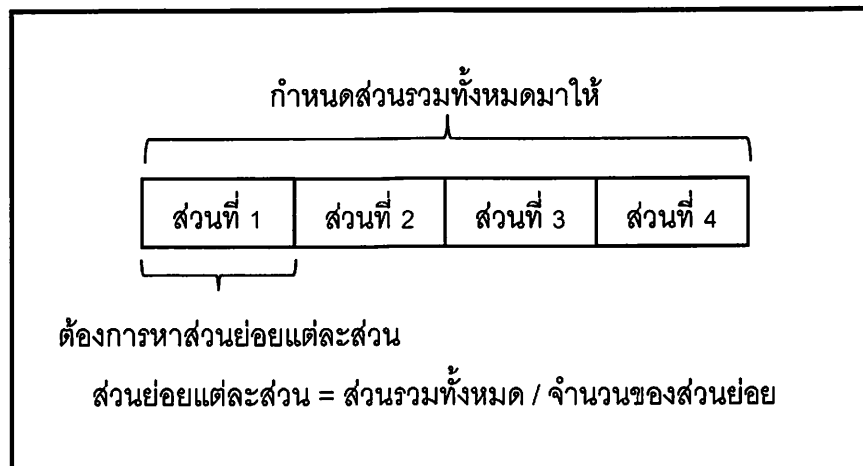 กำหนดส่วนรวมทั้งหมดมาให้
ส่วนที่ 1 ส่วนที่ 2 ส่วนที่ 3 ส่วนที่ 4
ต้องการหาส่วนย่อยแต่ละส่วน
ส่วนย่อยแต่ละส่วน = ส่วนรวมทั้งหมด / จำนวนของส่วนย่อย